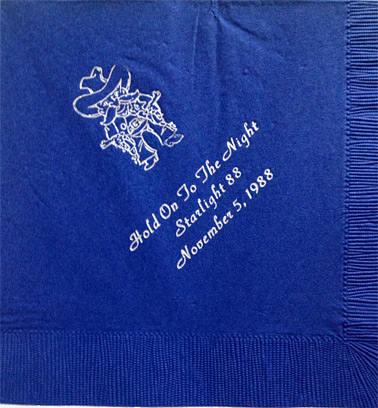 Hold On To The Night
Starlight 88
November 5, 1988